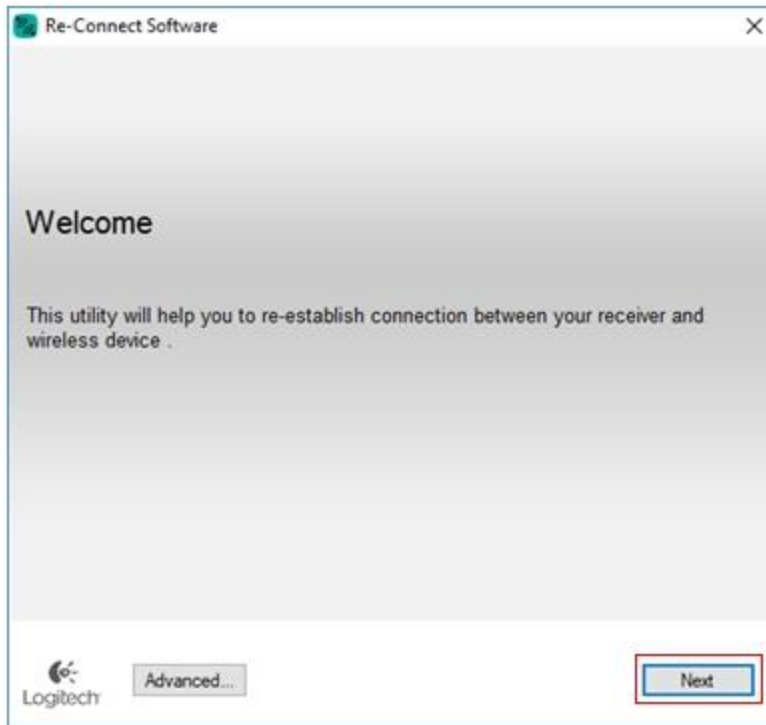 Re-Connect Software
Welcome
This utility will help you to re-establish connection between your receiver and
wireless device .
Logitech
Advanced...
Next